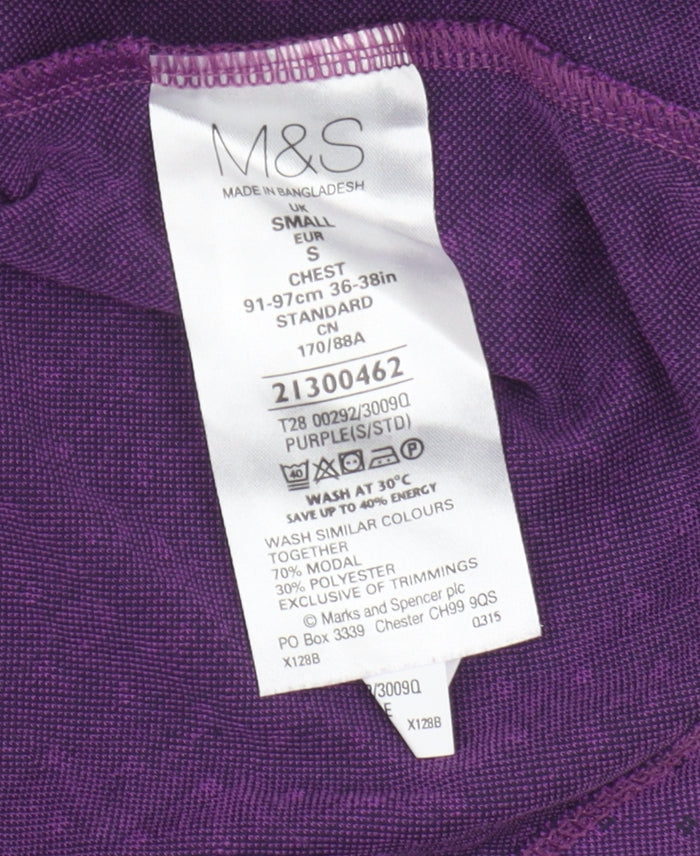 M&S
MADE IN BANGLADESH
UK
SMALL
EUR
S
CHEST
91-97cm 36-38in
STANDARD
CN
170/88A
21300462
T28 00292/3009Q
PURPLE(S/STD)
40 P
WASH AT 30°C
SAVE UP TO 40% ENERGY
WASH SIMILAR COLOURS
TOGETHER
70% MODAL
30% POLYESTER
EXCLUSIVE OF TRIMMINGS
© Marks and Spencer plc
PO Box 3339 Chester CH99 9QS
X128B Q315
/3009Q
E
X128B